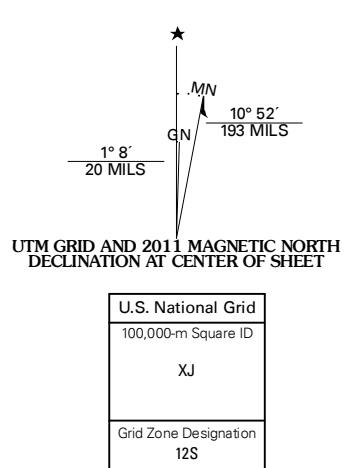 ★
MN
10° 52´
193 MILS
GN
1° 8´
20 MILS
UTM GRID AND 2011 MAGNETIC NORTH
DECLINATION AT CENTER OF SHEET
U.S. National Grid
100,000-m Square ID
XJ
Grid Zone Designation
12S